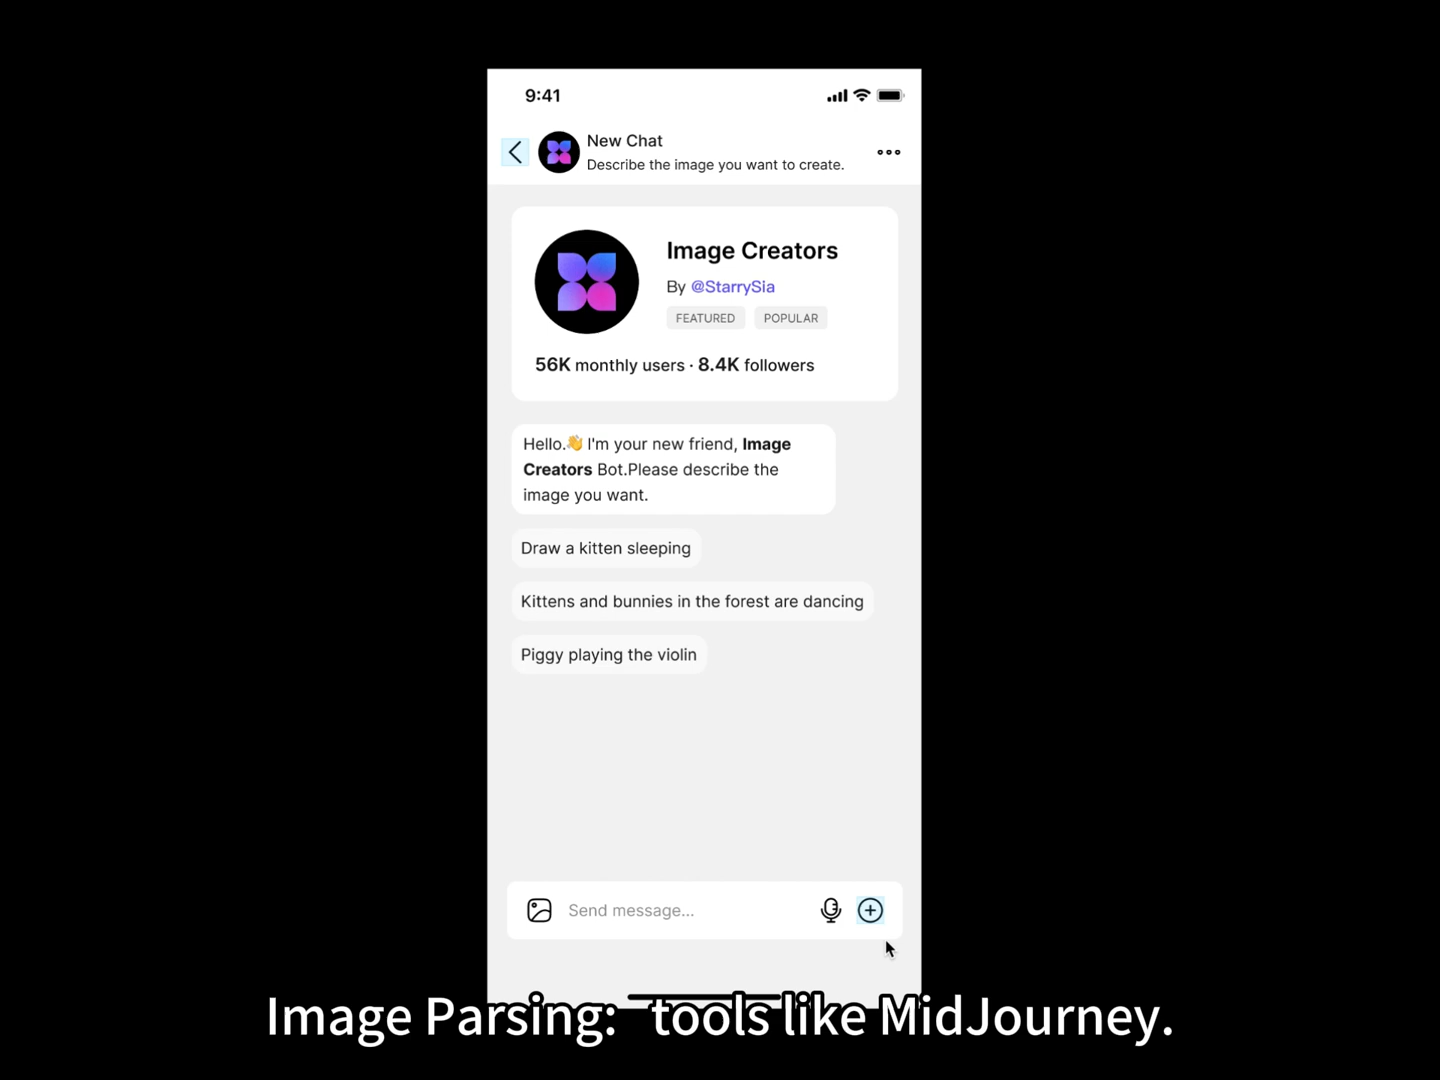 9:41
New Chat
Describe the image you want to create.
Image Creators
By @StarrySia
FEATURED POPULAR
56K monthly users · 8.4K followers
Hello.👋 I'm your new friend, Image
Creators Bot.Please describe the
image you want.
Draw a kitten sleeping
Kittens and bunnies in the forest are dancing
Piggy playing the violin
Send message...
Image Parsing: tools like MidJourney.